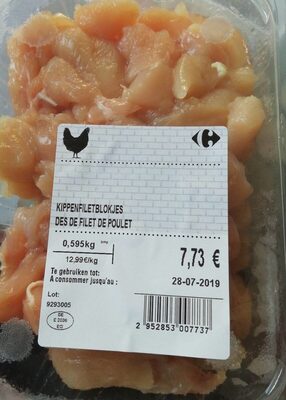 KIPPENFILETBLOKJES
DES DE FILET DE POULET
0,595kg
12,99€/kg
7,73 €
Te gebruiken tot:
A consommer jusqu'au :
28-07-2019
Lot:
9293005
2 952853 007737